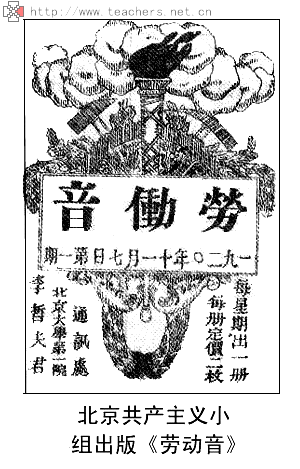 http://www.teachers.net.cn
勞働音
一九二〇年十一月七日第一期
每星期出一册
每册定價二枚
通訊處
北京大學第一院
李哲夫君
北京共产主义小
组出版《劳动音》